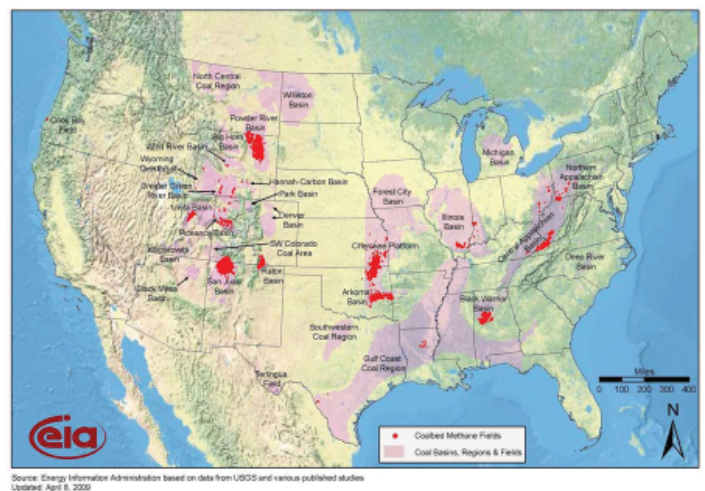 North Central
Coal Region
Williston
Basin
Coos Bay
Field
Powder River
Basin
Big Horn
Basin
Wind River Basin
Wyoming
Overthrust
Greater Green
River Basin
Hannah-Carbon Basin
Park Basin
Uinta Basin
Denver
Basin
Piceance Basin
Kaiparowits
Basin
SW Colorado
Coal Area
Black Mesa
Basin
San Juan
Basin
Raton
Basin
Michigan
Basin
Northern
Appalachian
Basin
Forest City
Basin
Illinois
Basin
Central Appalachian
Basin
Cherokee Platform
Deep River
Basin
Arkoma
Basin
Black Warrior
Basin
Southwestern
Coal Region
Gulf Coast
Coal Region
Terlingua
Field
Miles
0 100 200 300 400
N
eia
Coalbed Methane Fields
Coal Basins, Regions & Fields
Source: Energy Information Administration based on data from USGS and various published studies
Updated: April 8, 2009